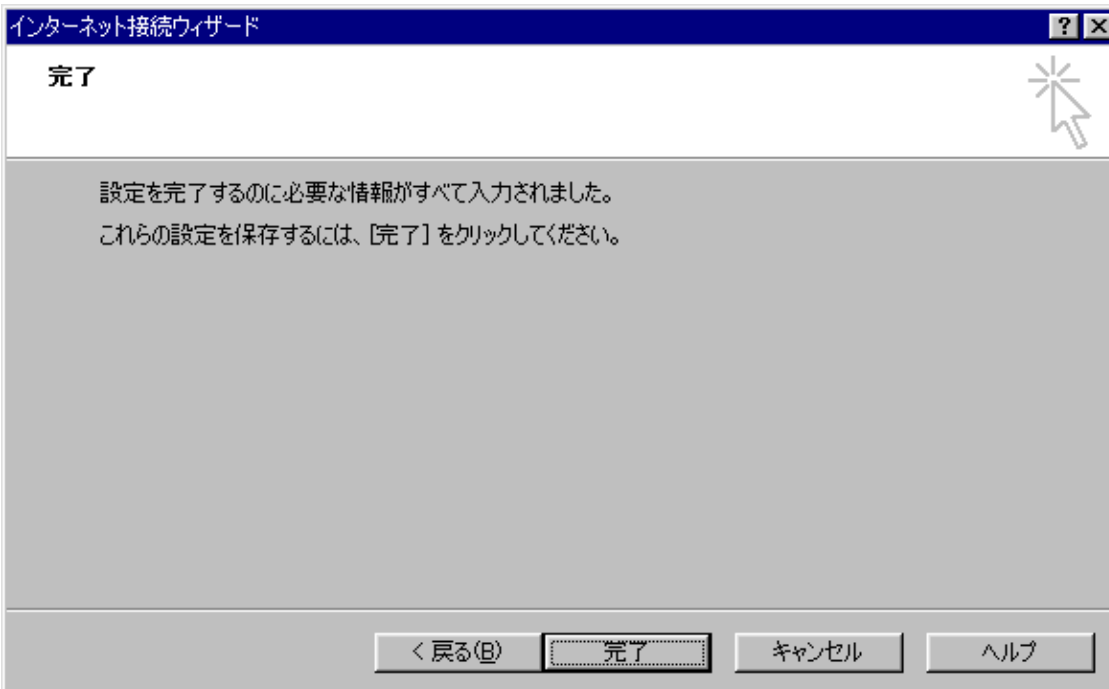 インターネット接続ウィザード
完了
設定を完了するのに必要な情報がすべて入力されました。
これらの設定を保存するには、[完了] をクリックしてください。
< 戻る(B) 完了 キャンセル ヘルプ